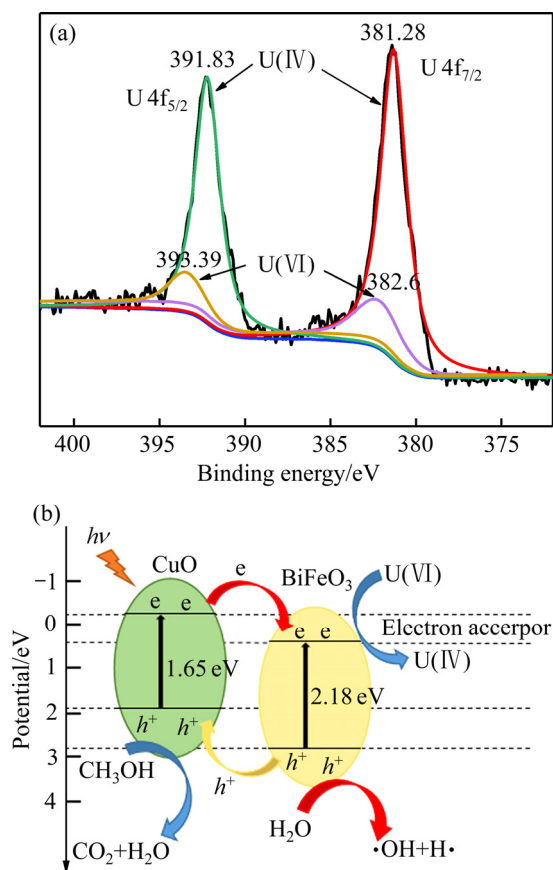 (a)
391.83
U(IV)
381.28
U 4f5/2
U 4f7/2
393.39
U(VI)
382.6
400 395 390 385 380 375
Binding energy/eV
(b)
hν
CuO
e
BiFeO3
U(VI)
−1
0
1
2
3
4
Potential/eV
e e
e e
Electron accerpor
U(IV)
1.65 eV
2.18 eV
h+ h+
h+ h+
CH3OH
h+
H2O
CO2+H2O
•OH+H•